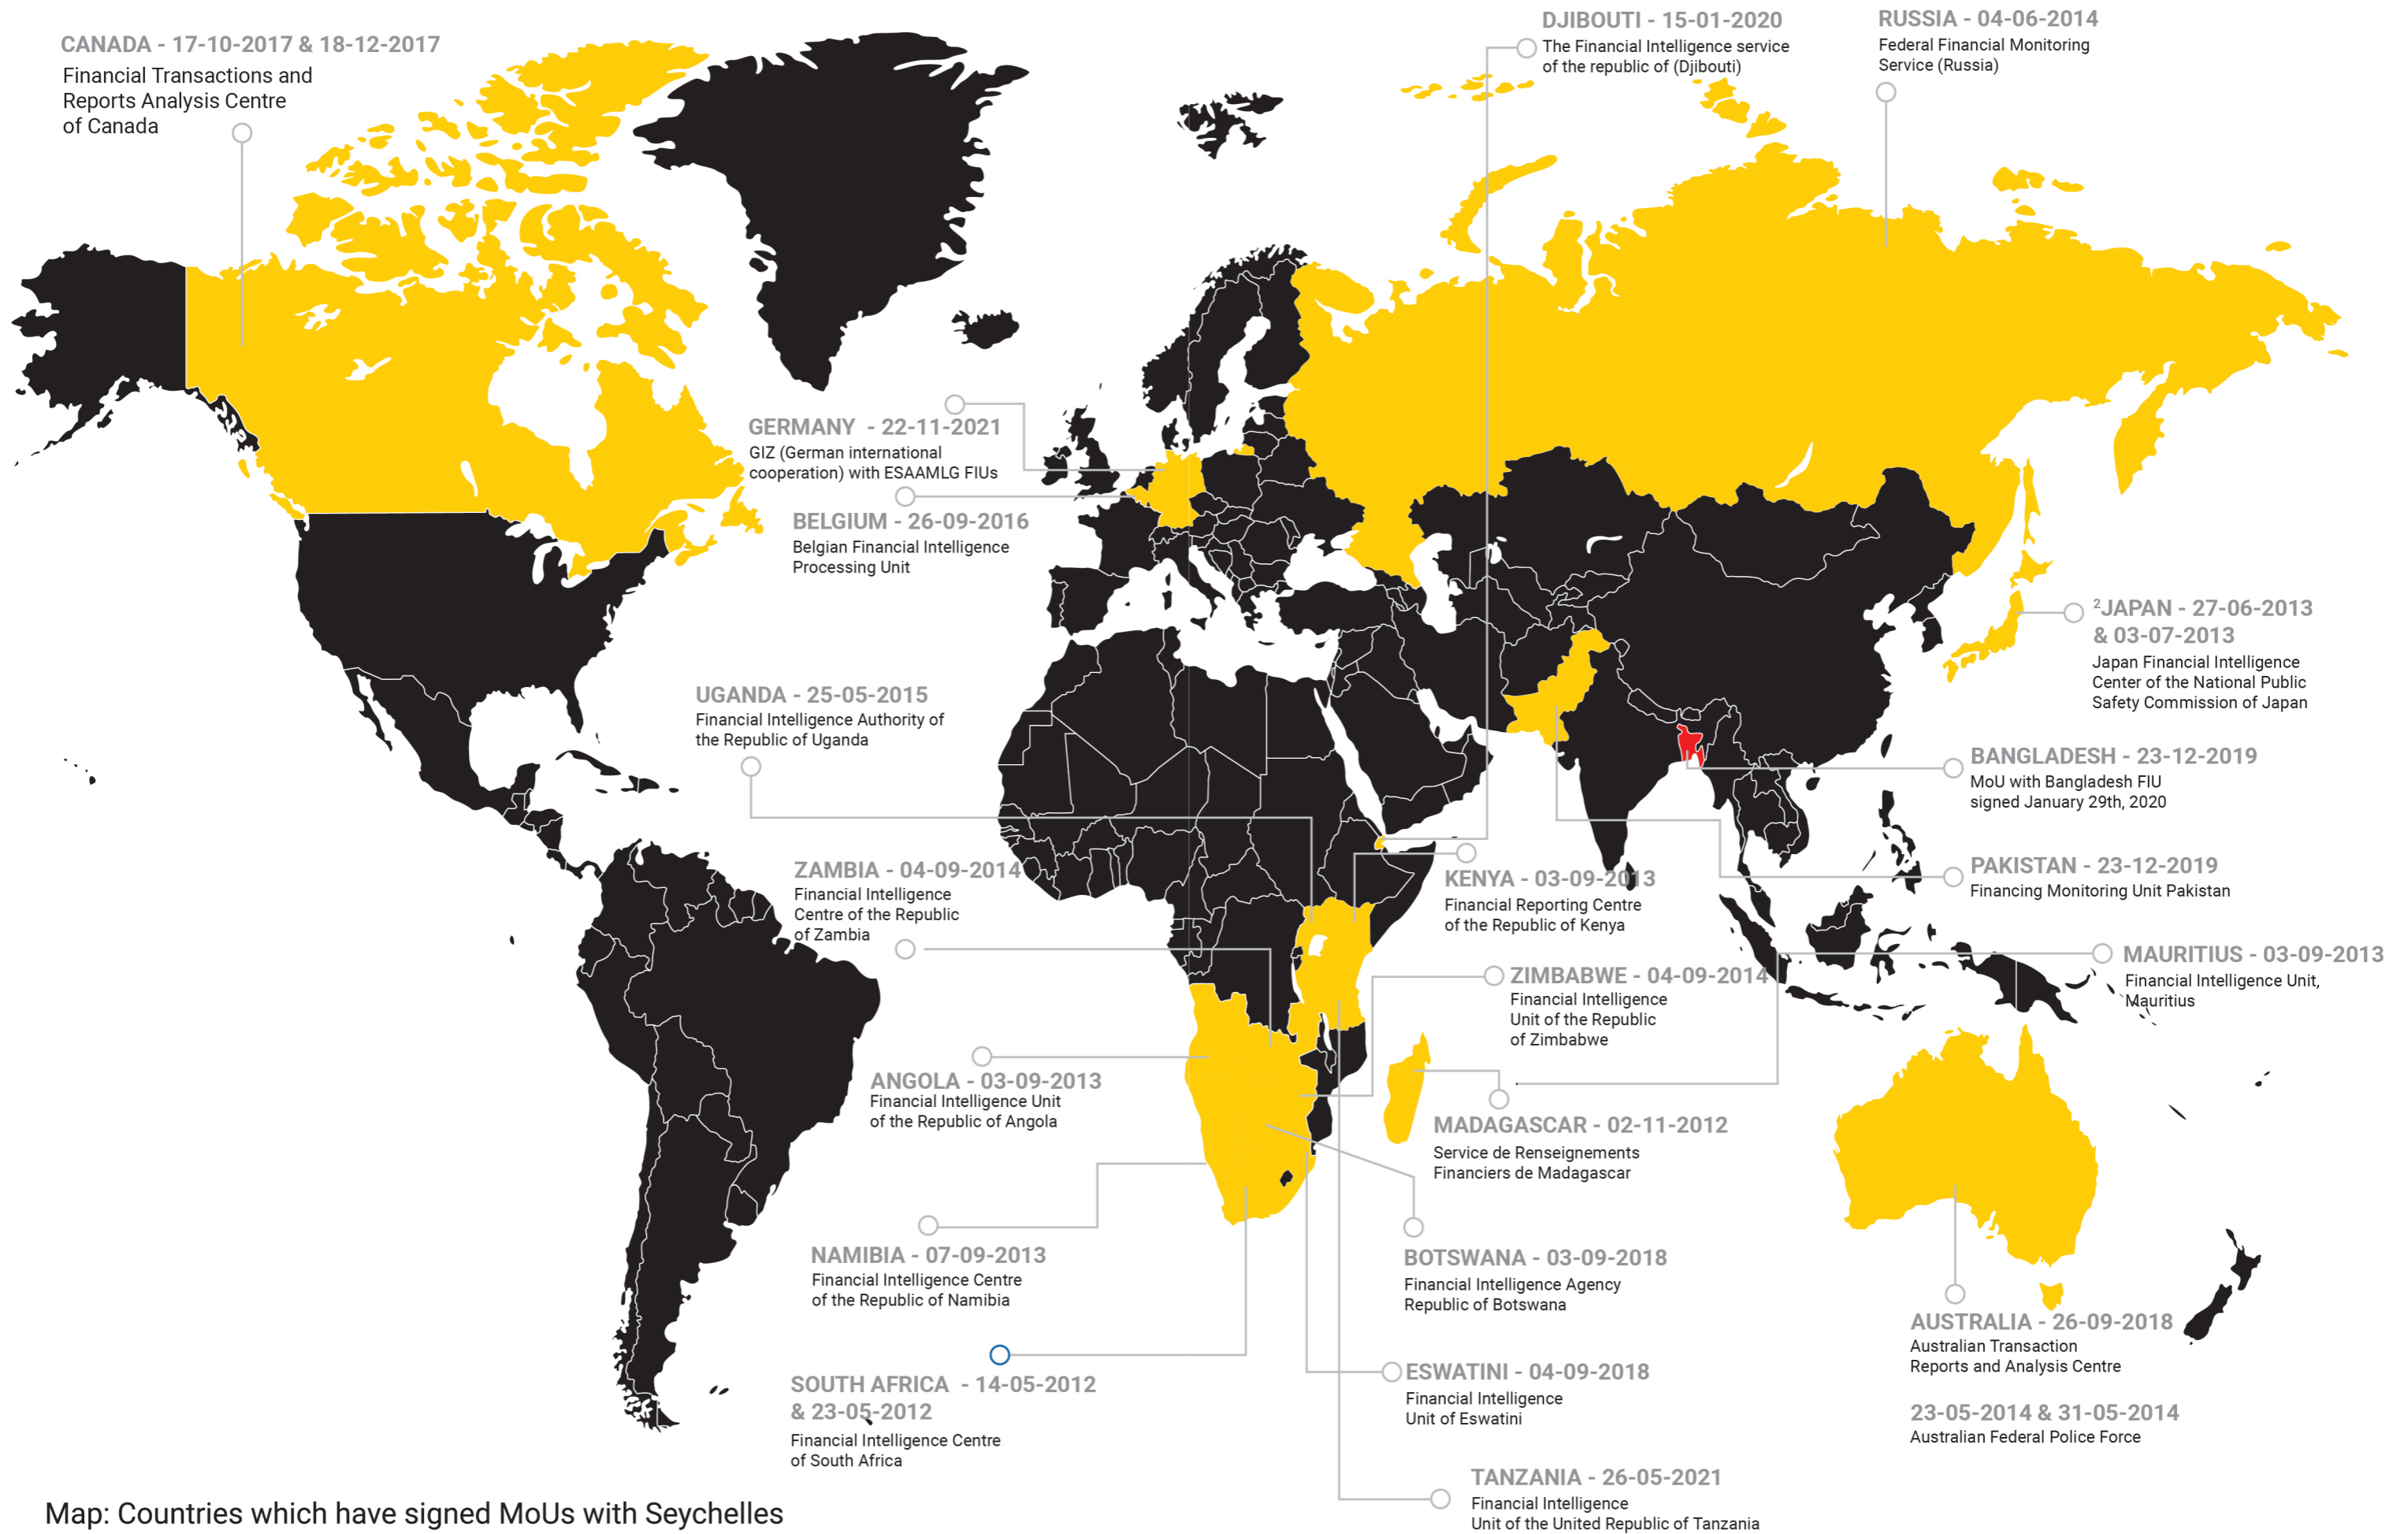 CANADA - 17-10-2017 & 18-12-2017
Financial Transactions and
Reports Analysis Centre
of Canada
DJIBOUTI - 15-01-2020
The Financial Intelligence service
of the republic of (Djibouti)
RUSSIA - 04-06-2014
Federal Financial Monitoring
Service (Russia)
GERMANY - 22-11-2021
GIZ (German international
cooperation) with ESAAMLG FIUs
BELGIUM - 26-09-2016
Belgian Financial Intelligence
Processing Unit
²JAPAN - 27-06-2013
& 03-07-2013
Japan Financial Intelligence
Center of the National Public
Safety Commission of Japan
UGANDA - 25-05-2015
Financial Intelligence Authority of
the Republic of Uganda
BANGLADESH - 23-12-2019
MoU with Bangladesh FIU
signed January 29th, 2020
ZAMBIA - 04-09-2014
Financial Intelligence
Centre of the Republic
of Zambia
KENYA - 03-09-2013
Financial Reporting Centre
of the Republic of Kenya
PAKISTAN - 23-12-2019
Financing Monitoring Unit Pakistan
MAURITIUS - 03-09-2013
Financial Intelligence Unit,
Mauritius
ZIMBABWE - 04-09-2014
Financial Intelligence
Unit of the Republic
of Zimbabwe
ANGOLA - 03-09-2013
Financial Intelligence Unit
of the Republic of Angola
MADAGASCAR - 02-11-2012
Service de Renseignements
Financiers de Madagascar
NAMIBIA - 07-09-2013
Financial Intelligence Centre
of the Republic of Namibia
BOTSWANA - 03-09-2018
Financial Intelligence Agency
Republic of Botswana
AUSTRALIA - 26-09-2018
Australian Transaction
Reports and Analysis Centre
23-05-2014 & 31-05-2014
Australian Federal Police Force
SOUTH AFRICA - 14-05-2012
& 23-05-2012
Financial Intelligence Centre
of South Africa
ESWATINI - 04-09-2018
Financial Intelligence
Unit of Eswatini
TANZANIA - 26-05-2021
Financial Intelligence
Unit of the United Republic of Tanzania
Map: Countries which have signed MoUs with Seychelles